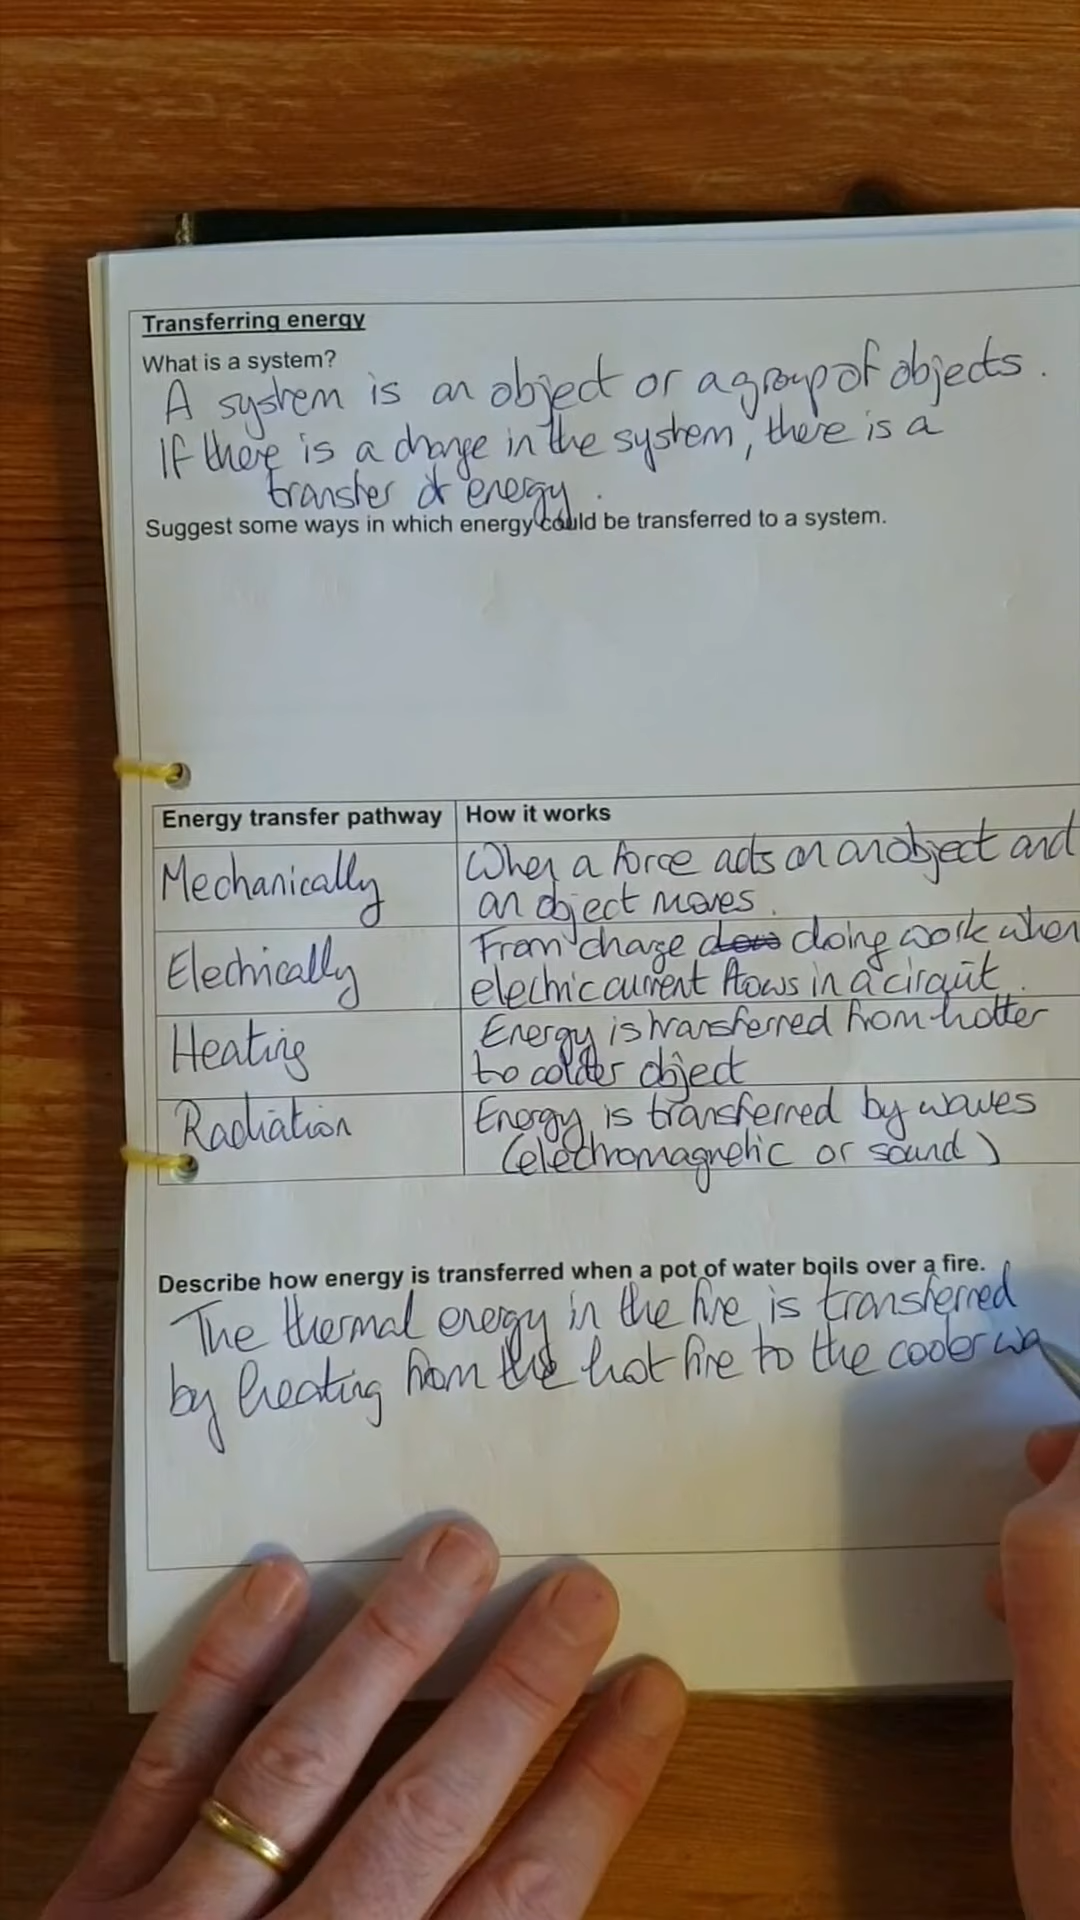 Transferring energy
What is a system?
A system is an object or a group of objects.
If there is a change in the system, there is a
transfer of energy.
Suggest some ways in which energy could be transferred to a system.
Energy transfer pathway
How it works
Mechanically
When a force acts on an object and
an object moves.
Electrically
From charge doing work when
electric current flows in a circuit.
Heating
Energy is transferred from hotter
to colder object
Radiation
Energy is transferred by waves
(electromagnetic or sound)
Describe how energy is transferred when a pot of water boils over a fire.
The thermal energy in the fire is transferred
by heating from the hot fire to the cooler wa